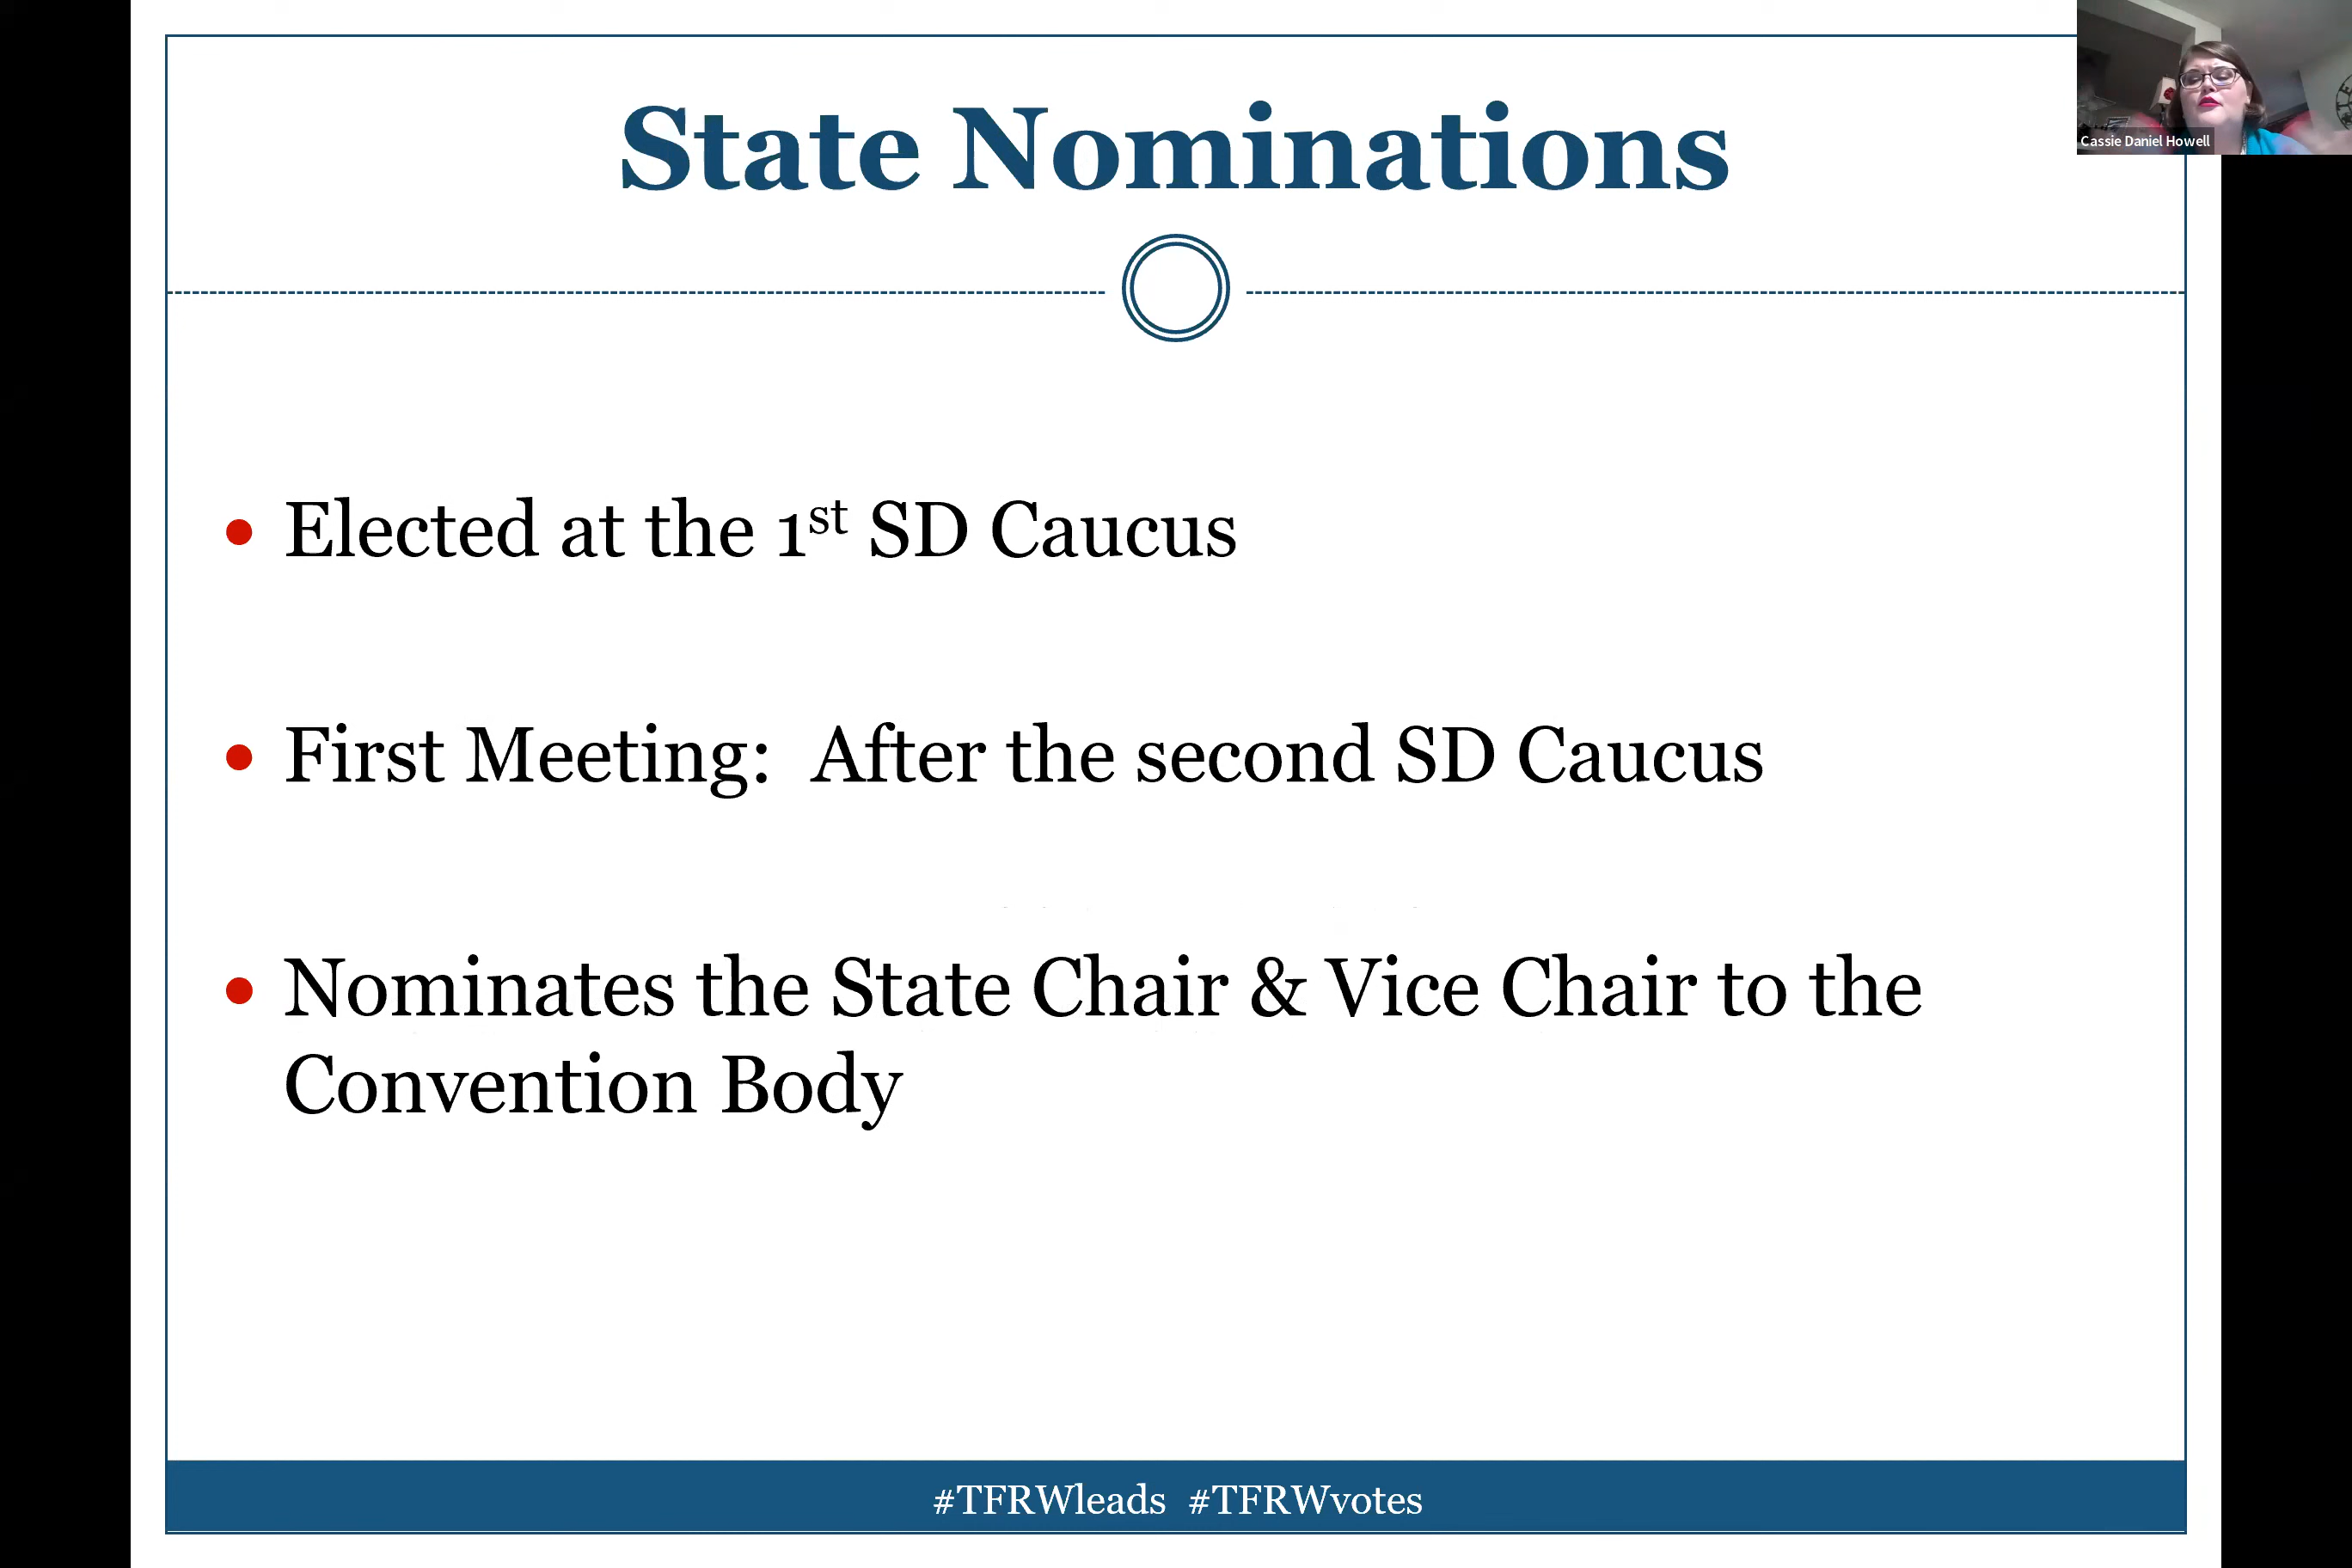 State Nominations
Cassie Daniel Howell
• Elected at the 1st SD Caucus
• First Meeting:  After the second SD Caucus
• Nominates the State Chair & Vice Chair to the
Convention Body
#TFRWleads  #TFRWvotes